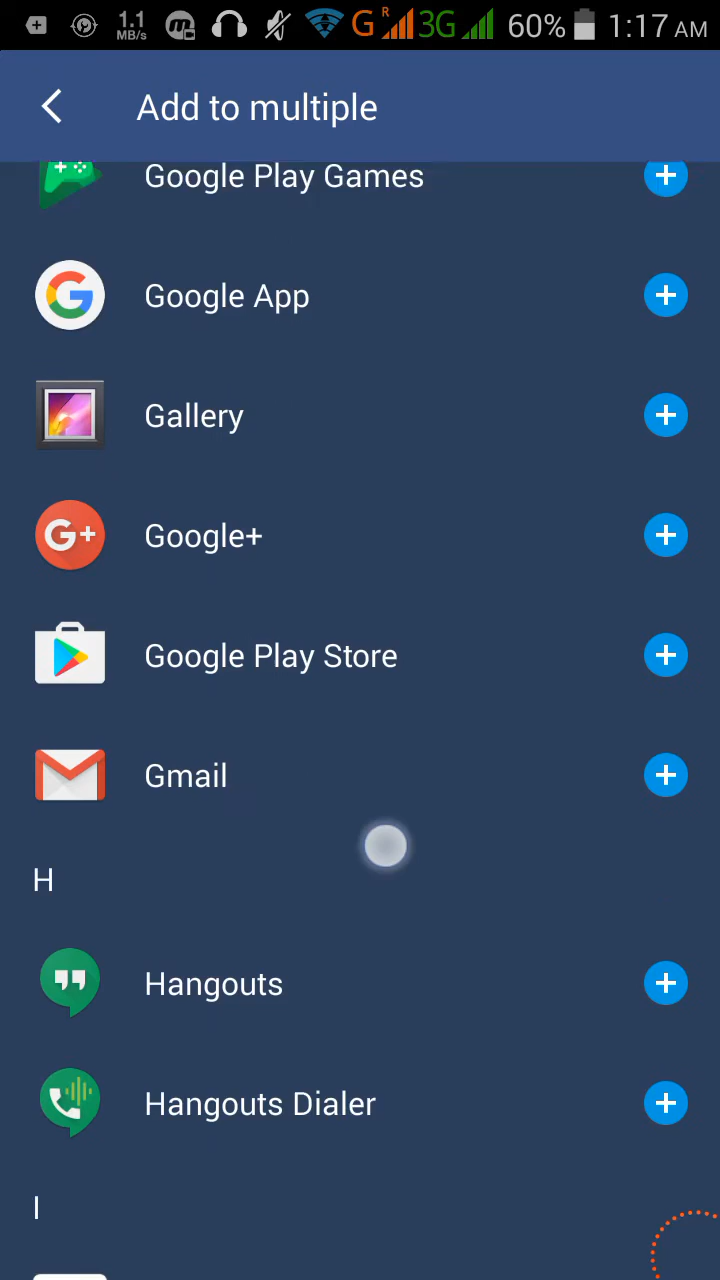 1.1 MB/s G R 3G 60% 1:17 AM
Add to multiple
Google Play Games
Google App
Gallery
G+ Google+
Google Play Store
Gmail
H
Hangouts
Hangouts Dialer
I